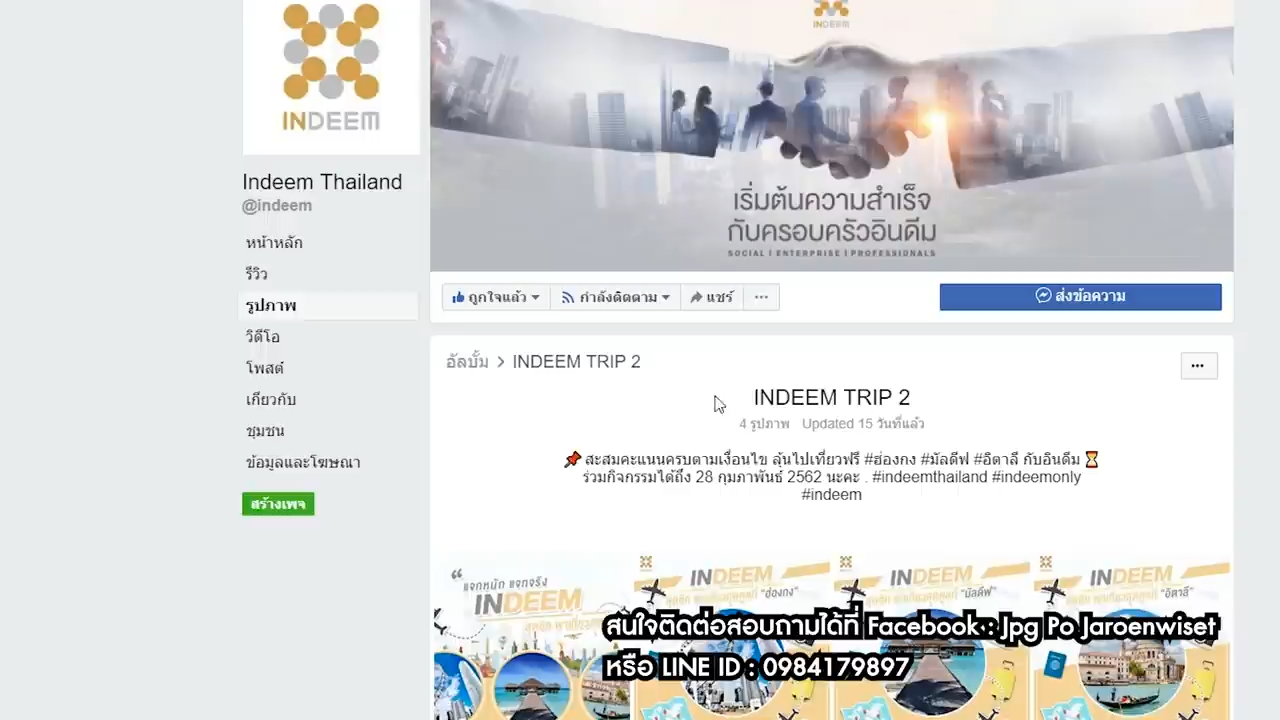 INDEEM
INDEEM
เริ่มต้นความสำเร็จ
กับครอบครัวอินดีม
SOCIAL | ENTERPRISE | PROFESSIONALS
Indeem Thailand
@indeem
หน้าหลัก
รีวิว
รูปภาพ
วิดีโอ
โพสต์
เกี่ยวกับ
ชุมชน
ข้อมูลและโฆษณา
สร้างเพจ
ถูกใจแล้ว กำลังติดตาม แชร์ ...
ส่งข้อความ
อัลบั้ม > INDEEM TRIP 2
INDEEM TRIP 2
4 รูปภาพ Updated 15 วันที่แล้ว
📌 สะสมคะแนนครบตามเงื่อนไข ลุ้นไปเที่ยวฟรี #ฮ่องกง #มัลดีฟ #อิตาลี กับอินดีม ⌛
ร่วมกิจกรรมได้ถึง 28 กุมภาพันธ์ 2562 นะคะ . #indeemthailand #indeemonly
#indeem
แจกหนัก แจกจริง
INDEEM
INDEEM
"ฮ่องกง"
INDEEM
"มัลดีฟ"
INDEEM
"อิตาลี"
สนใจติดต่อสอบถามได้ที่ Facebook : Jpg Po Jaroenwiset
หรือ LINE ID : 0984179897